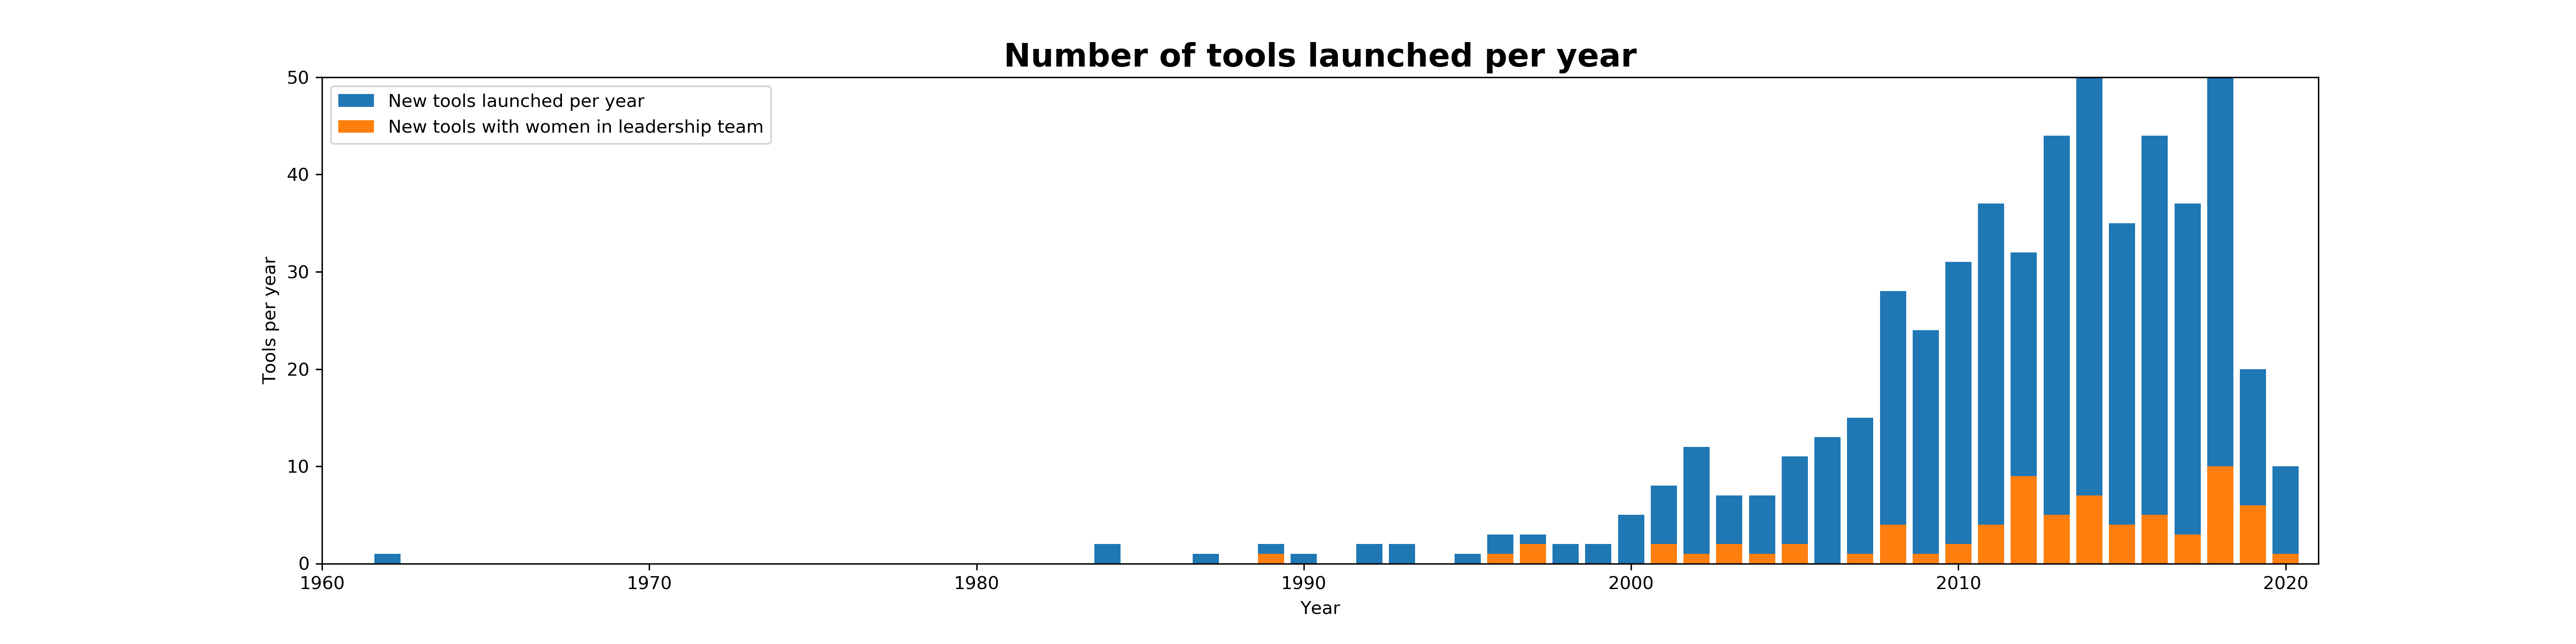 Number of tools launched per year
50
New tools launched per year
New tools with women in leadership team
40
30
Tools per year
20
10
0
1960 1970 1980 1990 2000 2010 2020
Year